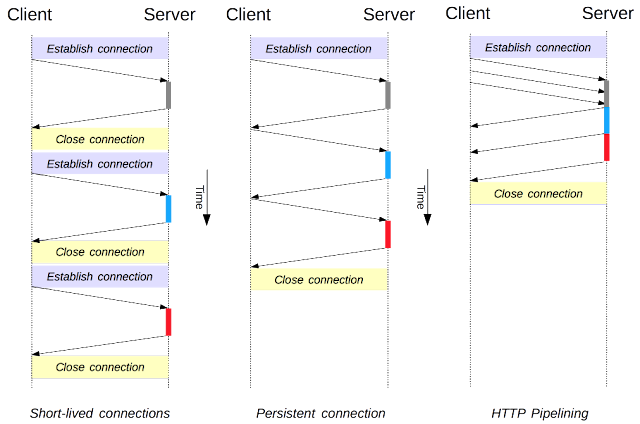 Client
Server
Establish connection
Close connection
Establish connection
Close connection
Establish connection
Close connection
Time
Short-lived connections
Client
Server
Establish connection
Close connection
Time
Persistent connection
Client
Server
Establish connection
Close connection
HTTP Pipelining